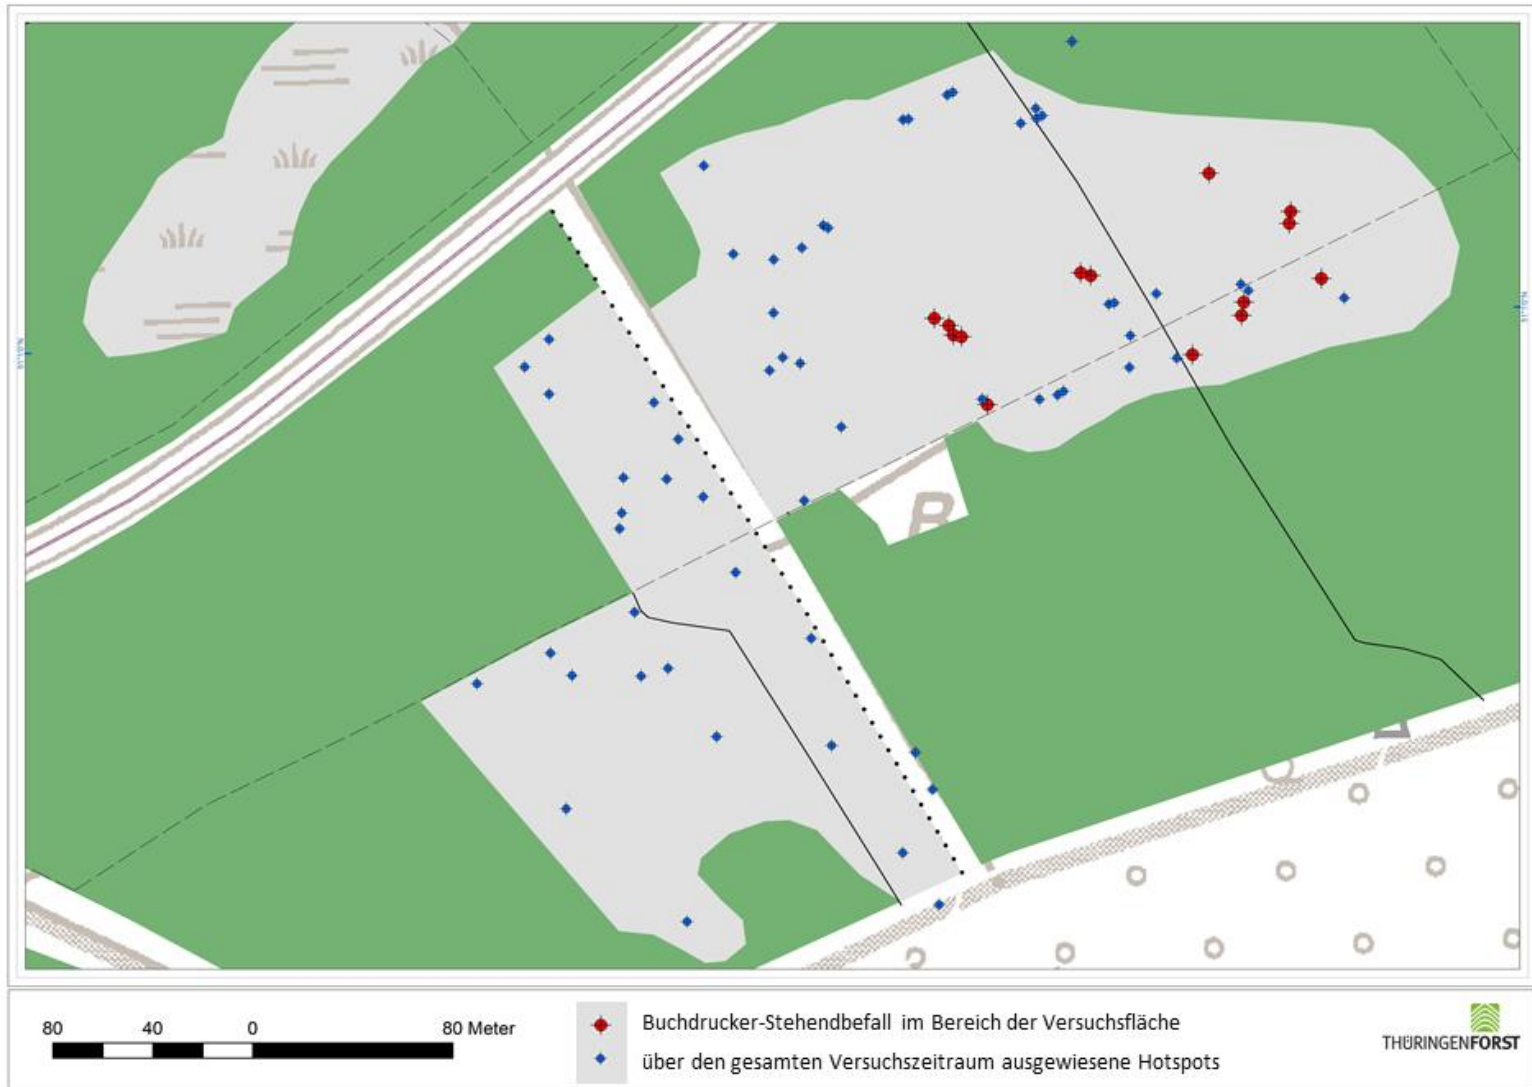 80 40 0 80 Meter
Buchdrucker-Stehendbefall im Bereich der Versuchsfläche
über den gesamten Versuchszeitraum ausgewiesene Hotspots
THÜRINGENFORST